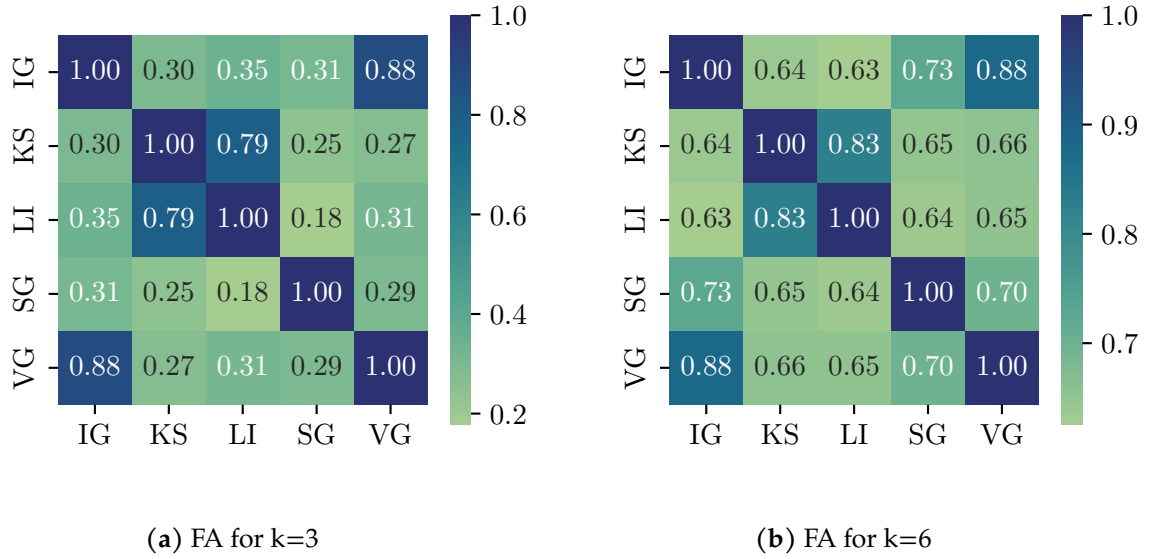 1.0 1.0
IG 1.00 0.30 0.35 0.31 0.88 IG 1.00 0.64 0.63 0.73 0.88
0.8 0.9
KS 0.30 1.00 0.79 0.25 0.27 KS 0.64 1.00 0.83 0.65 0.66
LI 0.35 0.79 1.00 0.18 0.31 LI 0.63 0.83 1.00 0.64 0.65
0.6 0.8
SG 0.31 0.25 0.18 1.00 0.29 SG 0.73 0.65 0.64 1.00 0.70
0.4 0.7
VG 0.88 0.27 0.31 0.29 1.00 VG 0.88 0.66 0.65 0.70 1.00
0.2
IG KS LI SG VG IG KS LI SG VG
(a) FA for k=3 (b) FA for k=6